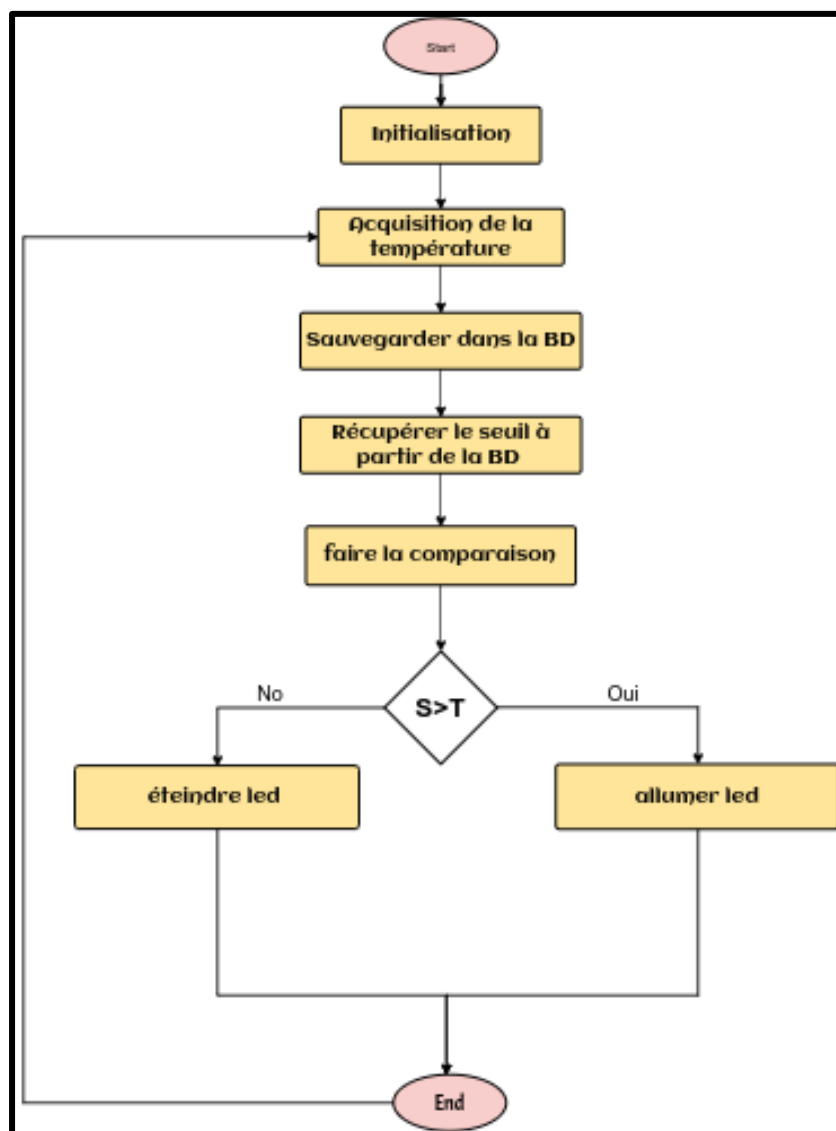 Start
Initialisation
Acquisition de la
température
Sauvegarder dans la BD
Récupérer le seuil à
partir de la BD
faire la comparaison
No
S>T
Oui
éteindre led
allumer led
End